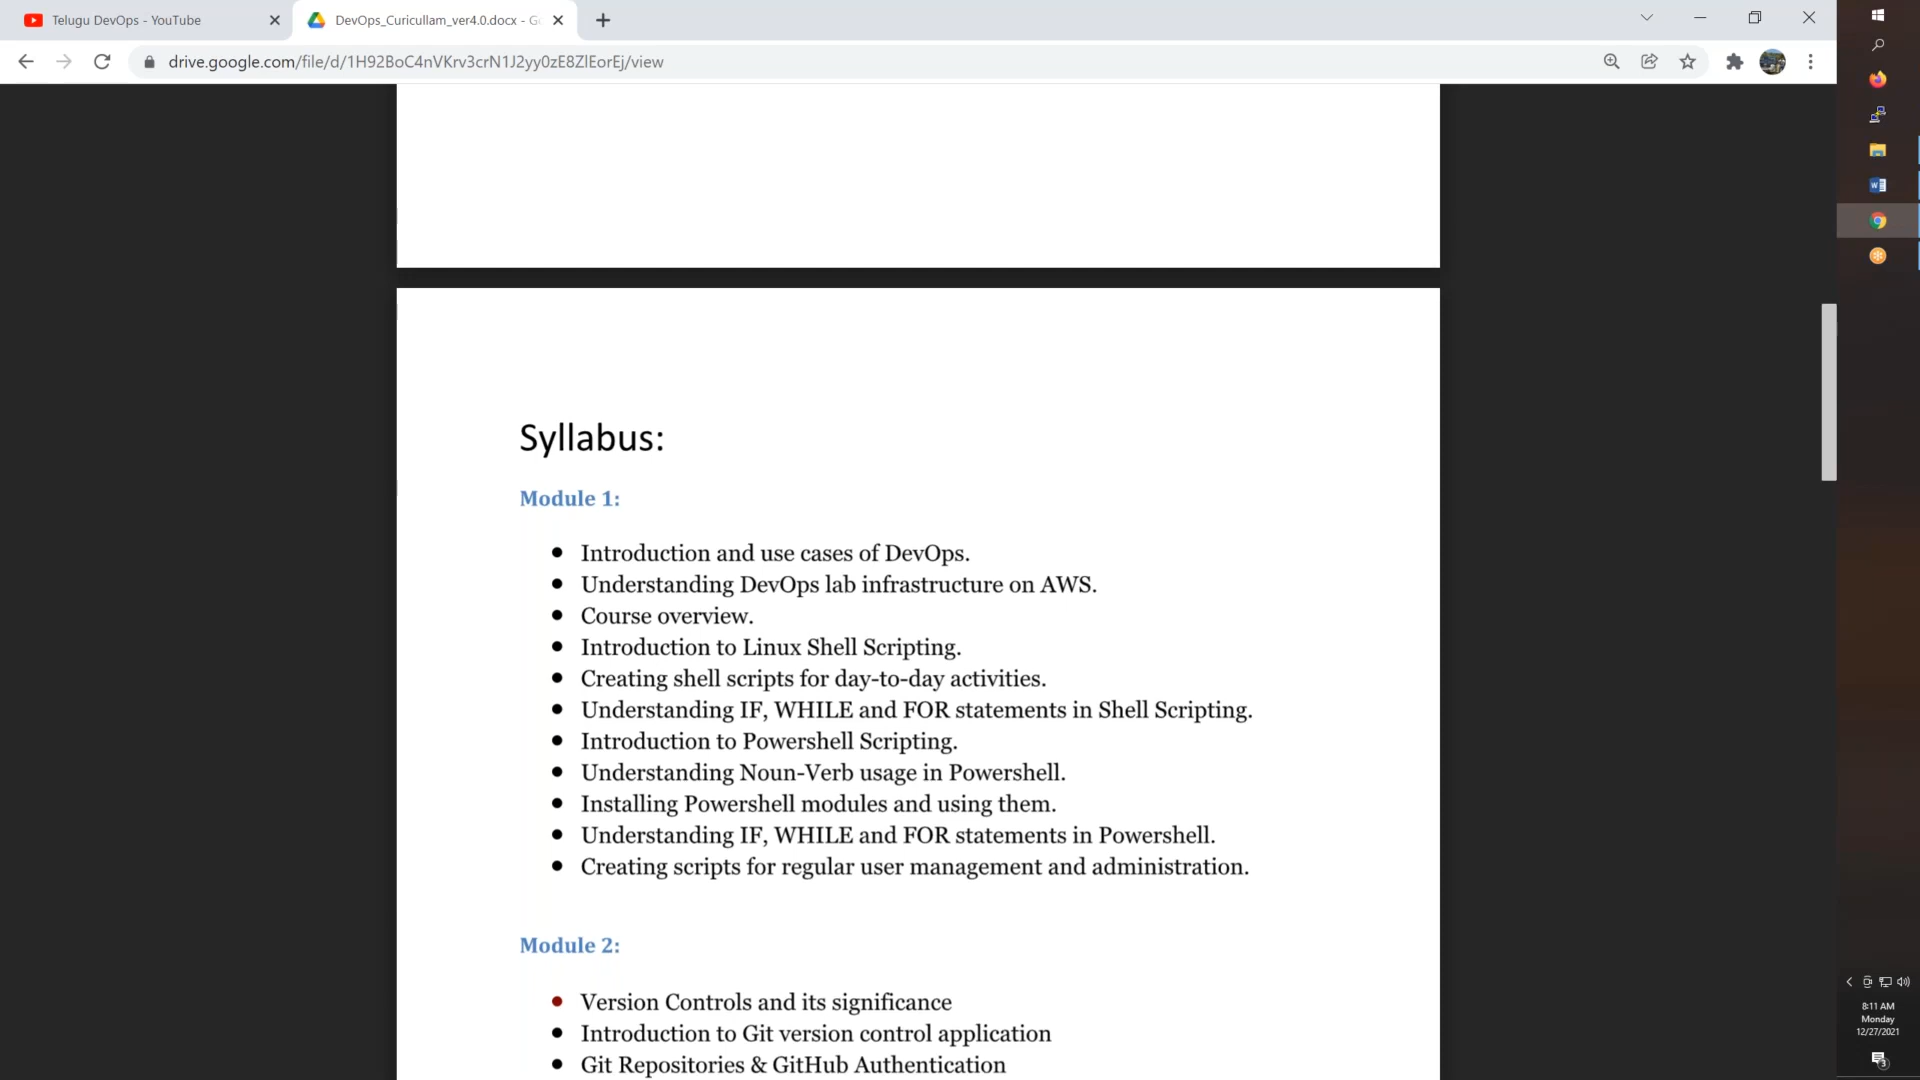 Telugu DevOps - YouTube
DevOps_Curicullam_ver4.0.docx - G
drive.google.com/file/d/1H92BoC4nVKrv3crN1J2yy0zE8ZlEorEj/view
Syllabus:
Module 1:
Introduction and use cases of DevOps.
Understanding DevOps lab infrastructure on AWS.
Course overview.
Introduction to Linux Shell Scripting.
Creating shell scripts for day-to-day activities.
Understanding IF, WHILE and FOR statements in Shell Scripting.
Introduction to Powershell Scripting.
Understanding Noun-Verb usage in Powershell.
Installing Powershell modules and using them.
Understanding IF, WHILE and FOR statements in Powershell.
Creating scripts for regular user management and administration.
Module 2:
Version Controls and its significance
Introduction to Git version control application
Git Repositories & GitHub Authentication
8:11 AM
Monday
12/27/2021
3